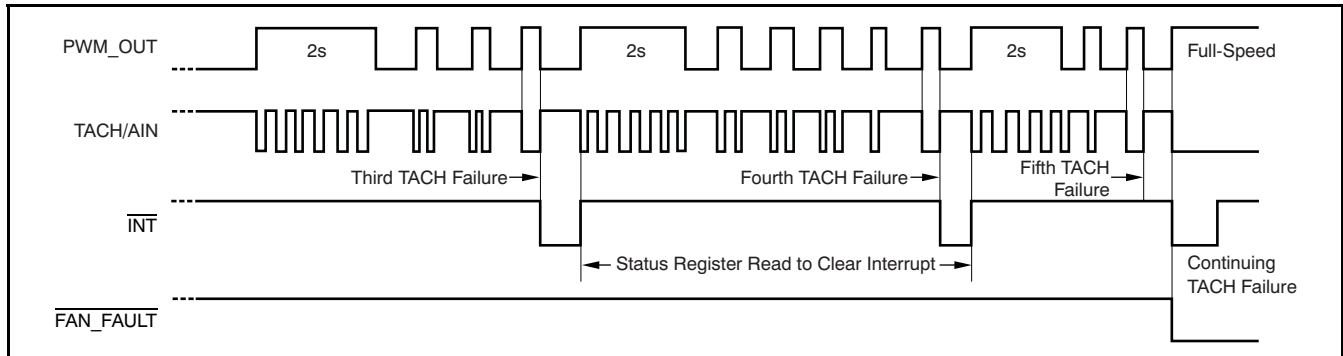 PWM_OUT
2s
2s
2s
Full-Speed
TACH/AIN
Third TACH Failure
Fourth TACH Failure
Fifth TACH
Failure
INT
Status Register Read to Clear Interrupt
Continuing
TACH Failure
FAN_FAULT